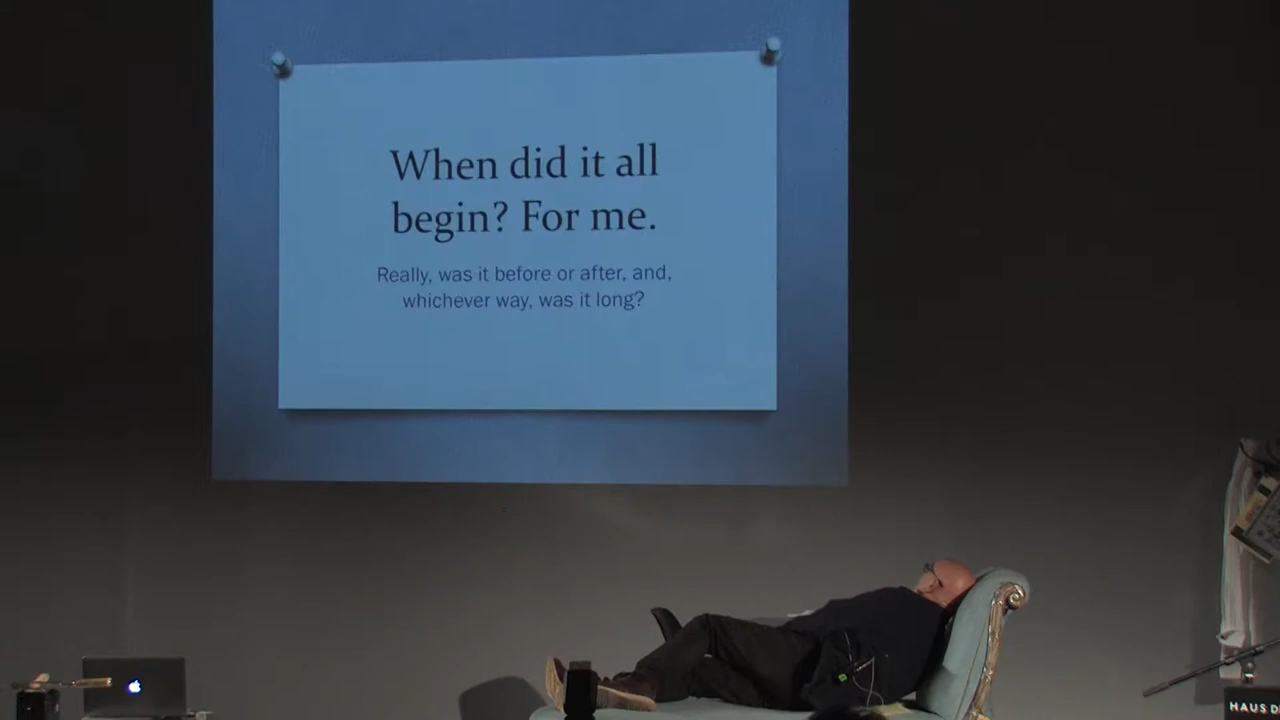 When did it all
begin? For me.
Really, was it before or after, and,
whichever way, was it long?
HAUS D